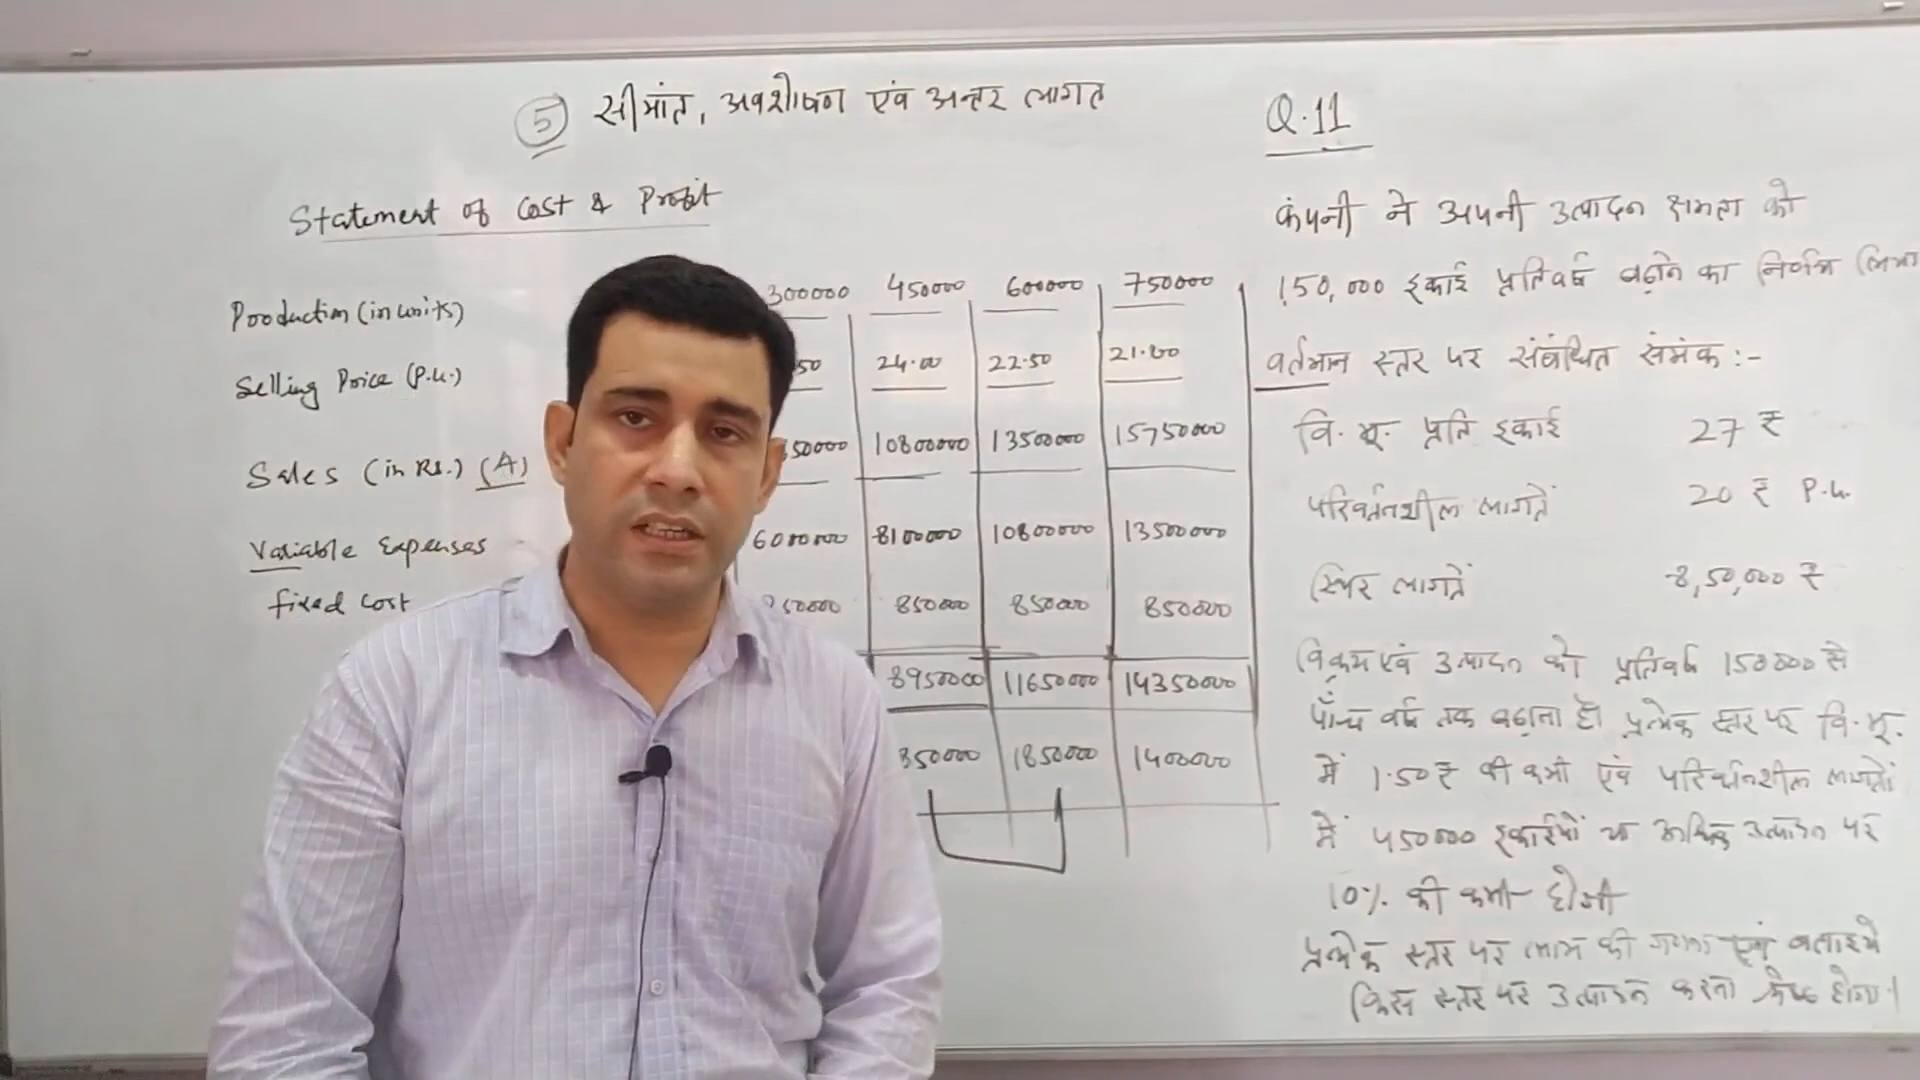 5 सीमांत, अवशोषण एवं अन्तर लागत
Statement of Cost & Profit
Production (in units) 300000 450000 600000 750000
Selling Price (P.U.) 50 24.00 22.50 21.00
Sales (in Rs.) (A) 50000 10800000 13500000 15750000
Variable Expenses 6000000 8100000 10800000 13500000
fixed cost 50000 850000 850000 850000
8950000 11650000 14350000
850000 1850000 1400000
Q.11
कंपनी ने अपनी उत्पादन क्षमता को
150,000 इकाई प्रतिवर्ष बढ़ाने का निर्णय लिया
वर्तमान स्तर पर संबंधित समंक :-
वि. मू. प्रति इकाई 27 ₹
परिवर्तनशील लागतें 20 ₹ P.U.
स्थिर लागतें 8,50,000 ₹
विक्रय एवं उत्पादन को प्रतिवर्ष 150000 से
पाँच वर्ष तक बढ़ाना है। प्रत्येक स्तर पर वि. मू.
में 1.50 ₹ की कमी एवं परिवर्तनशील लागतों
में 450000 इकाईयों या अधिक उत्पादन पर
10% की कमी होगी
प्रत्येक स्तर पर लाभ की गणना एवं बताइये
किस स्तर पर उत्पादन करना श्रेष्ठ होगा।